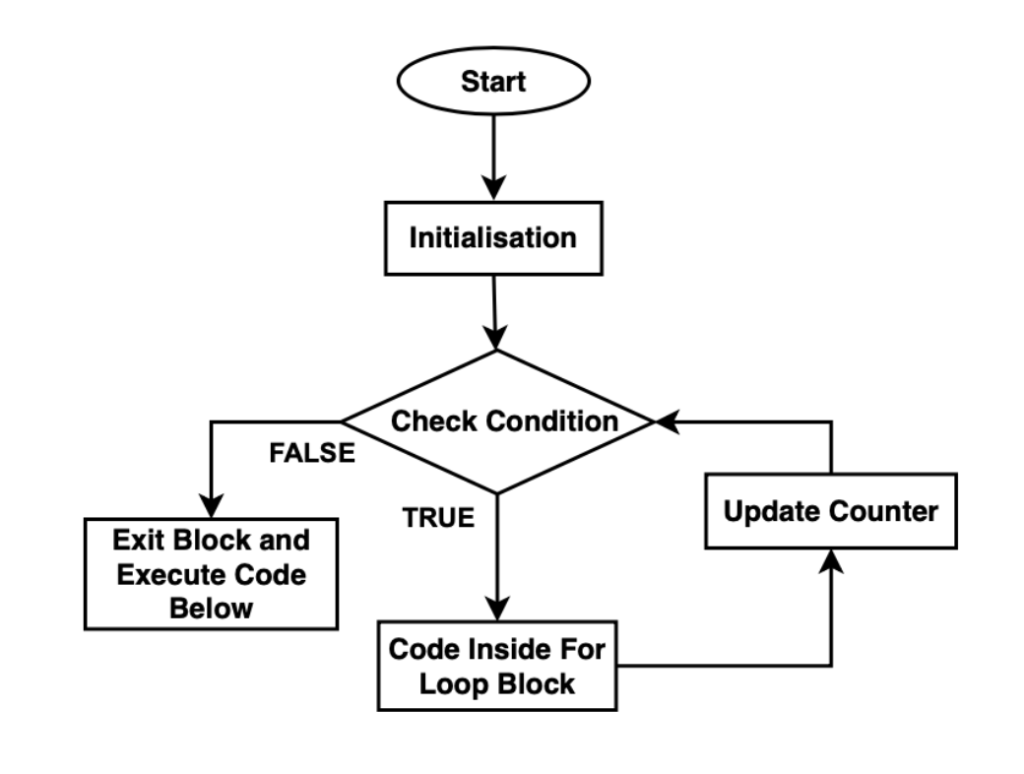 Start
Initialisation
Check Condition
FALSE
TRUE
Update Counter
Exit Block and
Execute Code
Below
Code Inside For
Loop Block